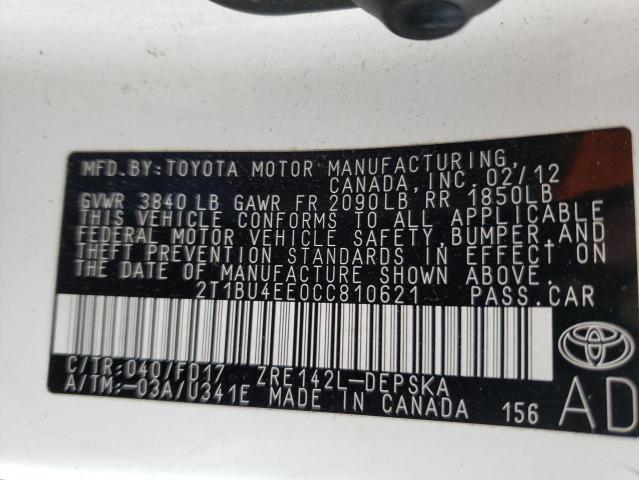 MFD.BY:TOYOTA MOTOR MANUFACTURING,
CANADA, INC. 02/12
GVWR 3840 LB GAWR FR 2090LB, RR 1850LB
THIS VEHICLE CONFORMS TO ALL APPLICABLE
FEDERAL MOTOR VEHICLE SAFETY, BUMPER, AND
THEFT PREVENTION STANDARDS IN EFFECT ON
THE DATE OF MANUFACTURE SHOWN ABOVE.
2T1BU4EE0CC810621 PASS.CAR
C/TR:040/FD17 ZRE142L-DEPSKA
A/TM:-03A/U341E MADE IN CANADA 156 AD